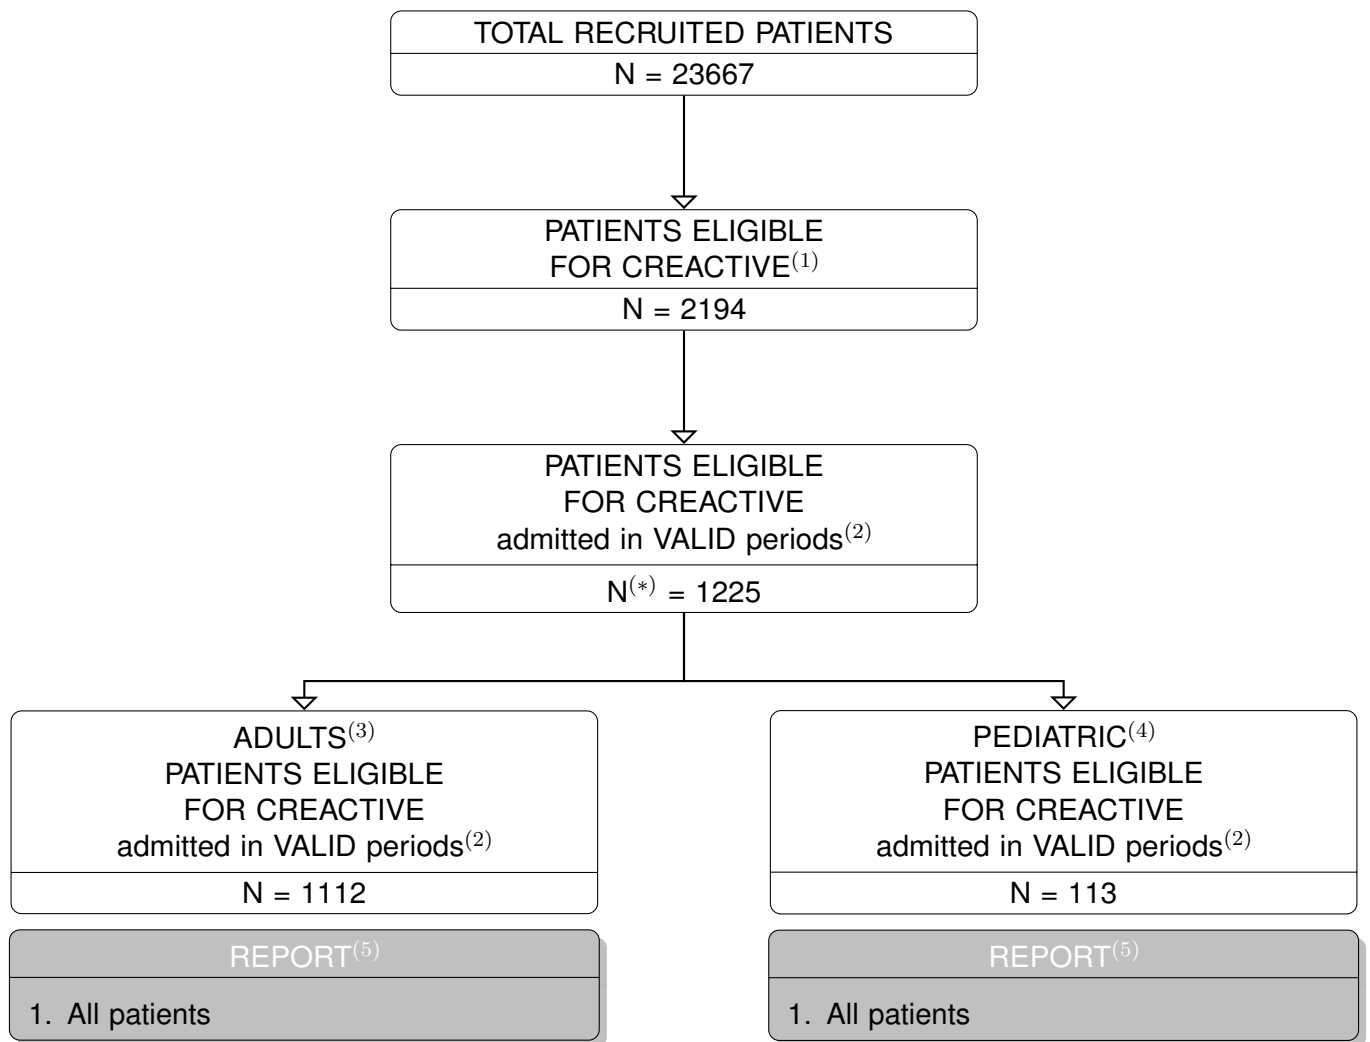 TOTAL RECRUITED PATIENTS
N = 23667
PATIENTS ELIGIBLE
FOR CREACTIVE(1)
N = 2194
PATIENTS ELIGIBLE
FOR CREACTIVE
admitted in VALID periods(2)
N(*) = 1225
ADULTS(3)
PATIENTS ELIGIBLE
FOR CREACTIVE
admitted in VALID periods(2)
N = 1112
REPORT(5)
1. All patients
PEDIATRIC(4)
PATIENTS ELIGIBLE
FOR CREACTIVE
admitted in VALID periods(2)
N = 113
REPORT(5)
1. All patients